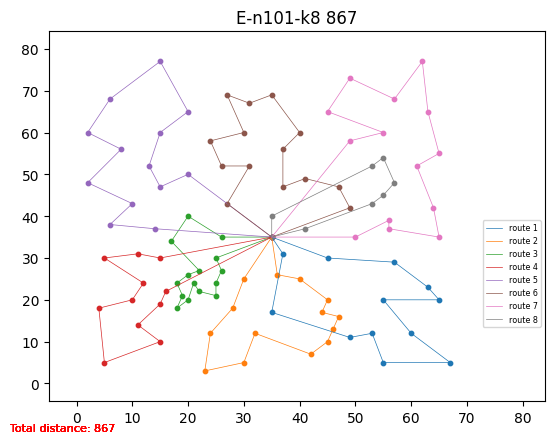 E-n101-k8 867
80
70
60
50
40
30
20
10
0
0 10 20 30 40 50 60 70 80
route 1
route 2
route 3
route 4
route 5
route 6
route 7
route 8
Total distance: 867